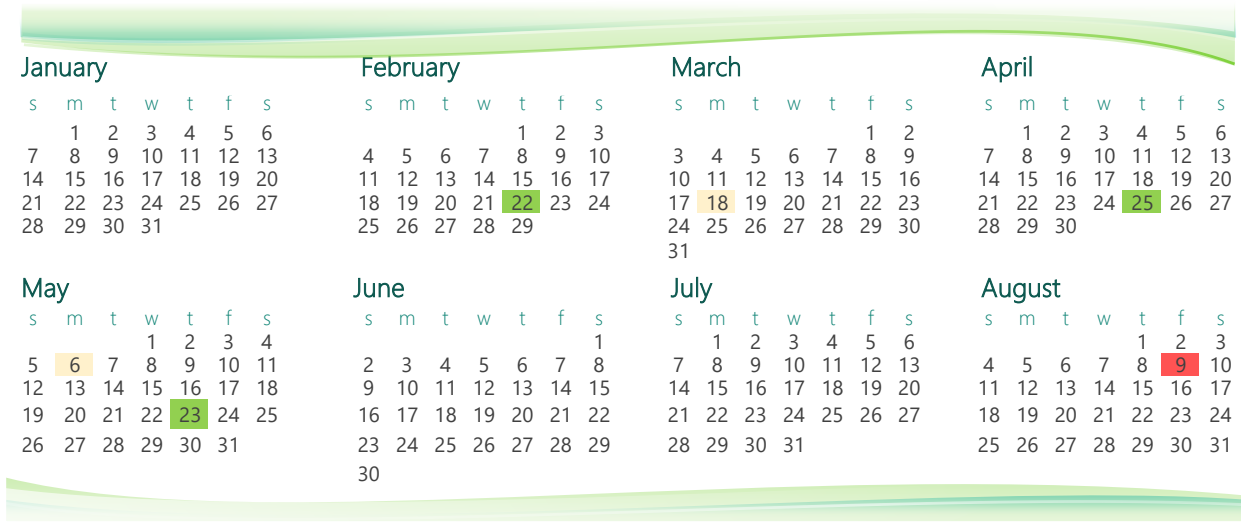 January February March April
s m t w t f s s m t w t f s s m t w t f s s m t w t f s
1 2 3 4 5 6 1 2 3 1 2 1 2 3 4 5 6
7 8 9 10 11 12 13 4 5 6 7 8 9 10 3 4 5 6 7 8 9 7 8 9 10 11 12 13
14 15 16 17 18 19 20 11 12 13 14 15 16 17 10 11 12 13 14 15 16 14 15 16 17 18 19 20
21 22 23 24 25 26 27 18 19 20 21 22 23 24 17 18 19 20 21 22 23 21 22 23 24 25 26 27
28 29 30 31 25 26 27 28 29 24 25 26 27 28 29 30 28 29 30
31
May June July August
s m t w t f s s m t w t f s s m t w t f s s m t w t f s
1 2 3 4 1 1 2 3 4 5 6 1 2 3
5 6 7 8 9 10 11 2 3 4 5 6 7 8 7 8 9 10 11 12 13 4 5 6 7 8 9 10
12 13 14 15 16 17 18 9 10 11 12 13 14 15 14 15 16 17 18 19 20 11 12 13 14 15 16 17
19 20 21 22 23 24 25 16 17 18 19 20 21 22 21 22 23 24 25 26 27 18 19 20 21 22 23 24
26 27 28 29 30 31 23 24 25 26 27 28 29 28 29 30 31 25 26 27 28 29 30 31
30